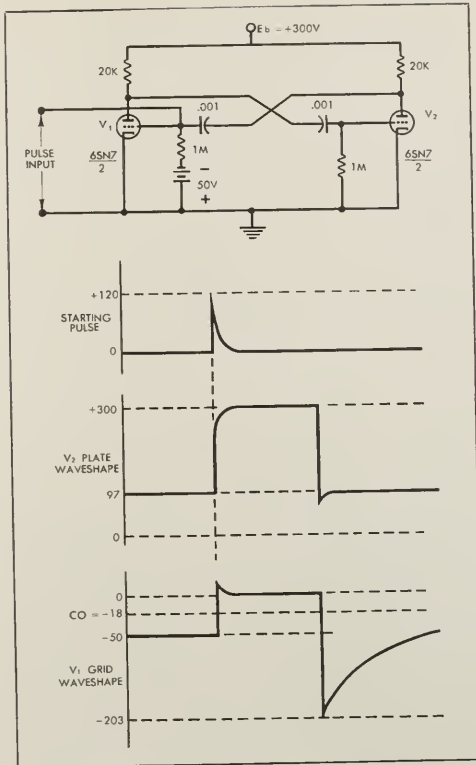 Eb = +300V
20K
20K
.001
.001
V1
V2
PULSE
INPUT
6SN7
2
1M
−
50V
+
1M
6SN7
2
+120
STARTING
PULSE
0
+300
V2 PLATE
WAVESHAPE
97
0
0
CO = −18
−50
V1 GRID
WAVESHAPE
−203